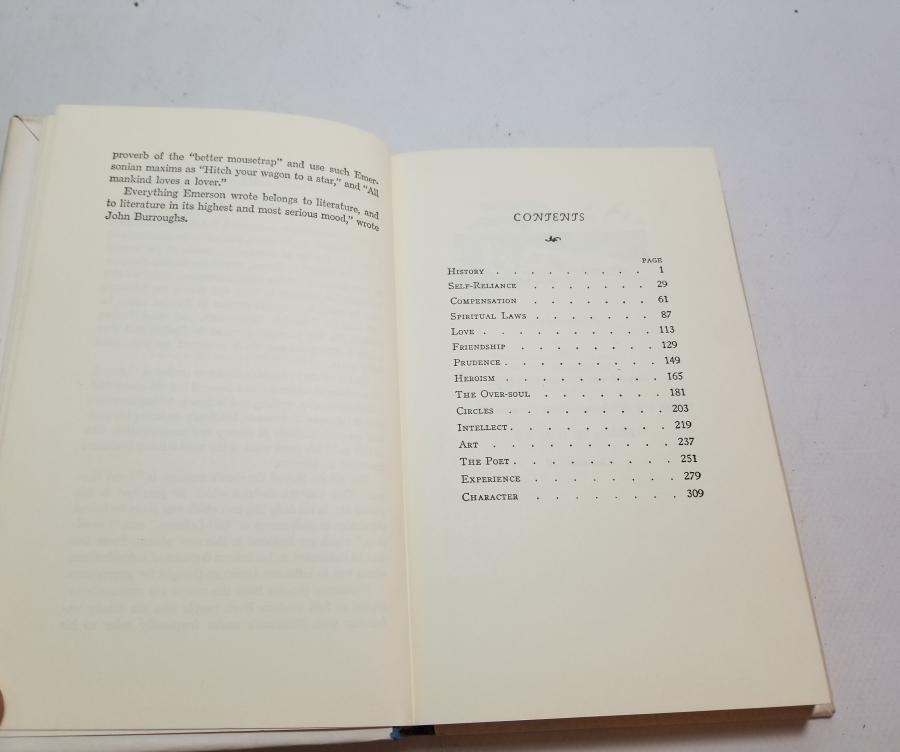 proverb of the "better mousetrap" and use such Emer-
sonian maxims as "Hitch your wagon to a star," and "All
mankind loves a lover."
Everything Emerson wrote belongs to literature, and
to literature in its highest and most serious mood," wrote
John Burroughs.
CONTENTS
PAGE
HISTORY . . . . . . . . . 1
SELF-RELIANCE . . . . . . . 29
COMPENSATION . . . . . . . 61
SPIRITUAL LAWS . . . . . . . 87
LOVE . . . . . . . . . . 113
FRIENDSHIP . . . . . . . . 129
PRUDENCE . . . . . . . . . 149
HEROISM . . . . . . . . . 165
THE OVER-SOUL . . . . . . . 181
CIRCLES . . . . . . . . . 203
INTELLECT . . . . . . . . . 219
ART . . . . . . . . . . 237
THE POET . . . . . . . . . 251
EXPERIENCE . . . . . . . . 279
CHARACTER . . . . . . . . 309